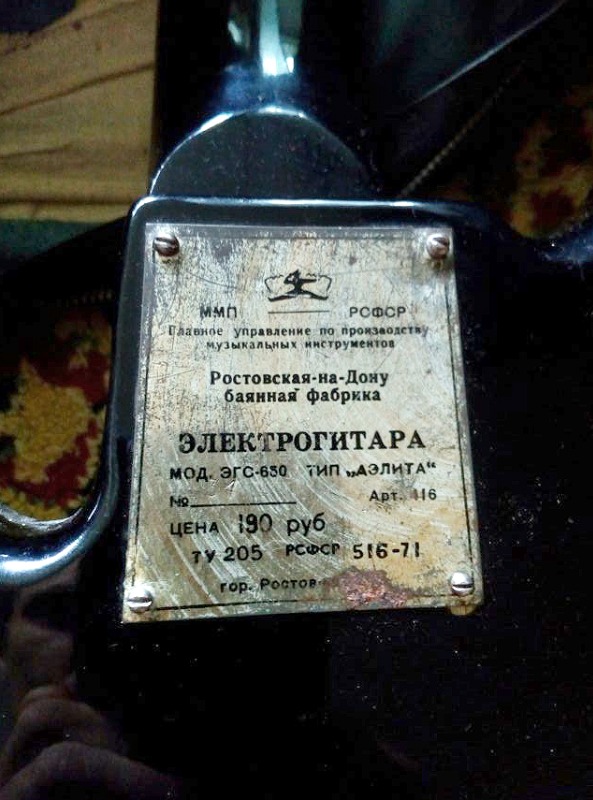 ММП РСФСР
Главное управление по производству
музыкальных инструментов
Ростовская-на-Дону
баянная фабрика
ЭЛЕКТРОГИТАРА
МОД. ЭГС-650 ТИП „АЭЛИТА“
№ Арт. 116
ЦЕНА 190 руб
ТУ 205 РСФСР 516-71
гор. Ростов-